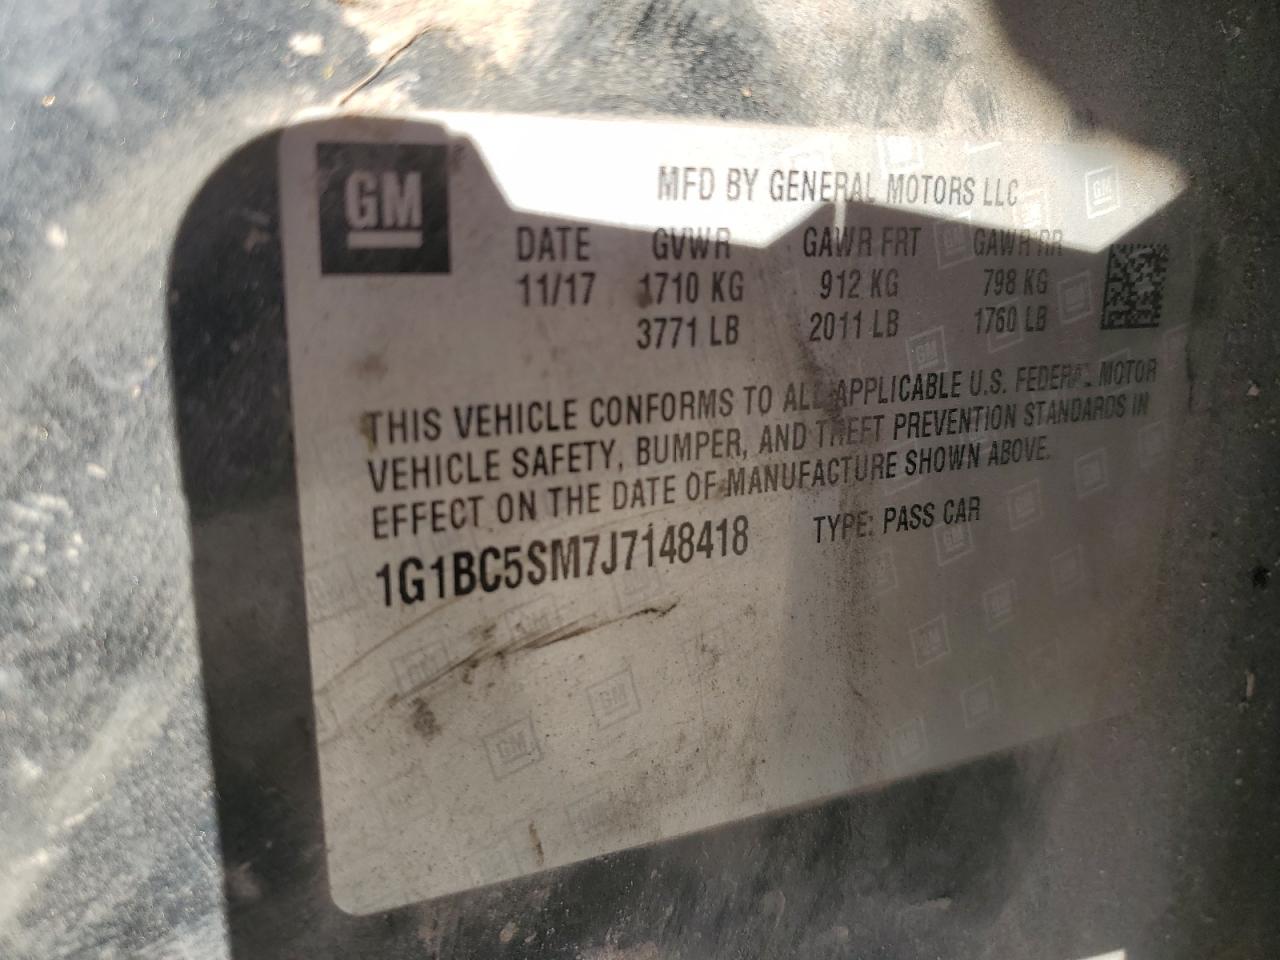 GM
MFD BY GENERAL MOTORS LLC
DATE GVWR GAWR FRT GAWR RR
11/17 1710 KG 912 KG 798 KG
3771 LB 2011 LB 1760 LB
THIS VEHICLE CONFORMS TO ALL APPLICABLE U.S. FEDERAL MOTOR
VEHICLE SAFETY, BUMPER, AND THEFT PREVENTION STANDARDS IN
EFFECT ON THE DATE OF MANUFACTURE SHOWN ABOVE.
1G1BC5SM7J7148418 TYPE: PASS CAR